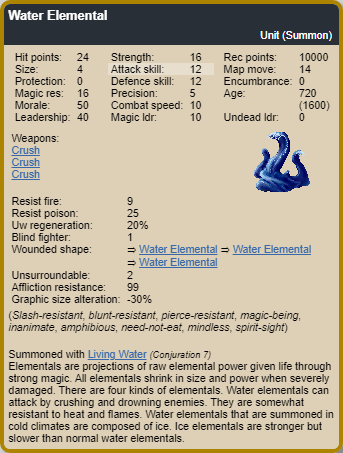 Water Elemental
Unit (Summon)
Hit points: 24 Strength: 16 Rec points: 10000
Size: 4 Attack skill: 12 Map move: 14
Protection: 0 Defence skill: 12 Encumbrance: 0
Magic res: 16 Precision: 5 Age: 720
Morale: 50 Combat speed: 10 (1600)
Leadership: 40 Magic ldr: 10 Undead ldr: 0
Weapons:
Crush
Crush
Crush
Resist fire: 9
Resist poison: 25
Uw regeneration: 20%
Blind fighter: 1
Wounded shape: ⇒ Water Elemental ⇒ Water Elemental
⇒ Water Elemental
Unsurroundable: 2
Affliction resistance: 99
Graphic size alteration: -30%
(Slash-resistant, blunt-resistant, pierce-resistant, magic-being,
inanimate, amphibious, need-not-eat, mindless, spirit-sight)
Summoned with Living Water (Conjuration 7)
Elementals are projections of raw elemental power given life through
strong magic. All elementals shrink in size and power when severely
damaged. There are four kinds of elementals. Water elementals can
attack by crushing and drowning enemies. They are somewhat
resistant to heat and flames. Water elementals that are summoned in
cold climates are composed of ice. Ice elementals are stronger but
slower than normal water elementals.